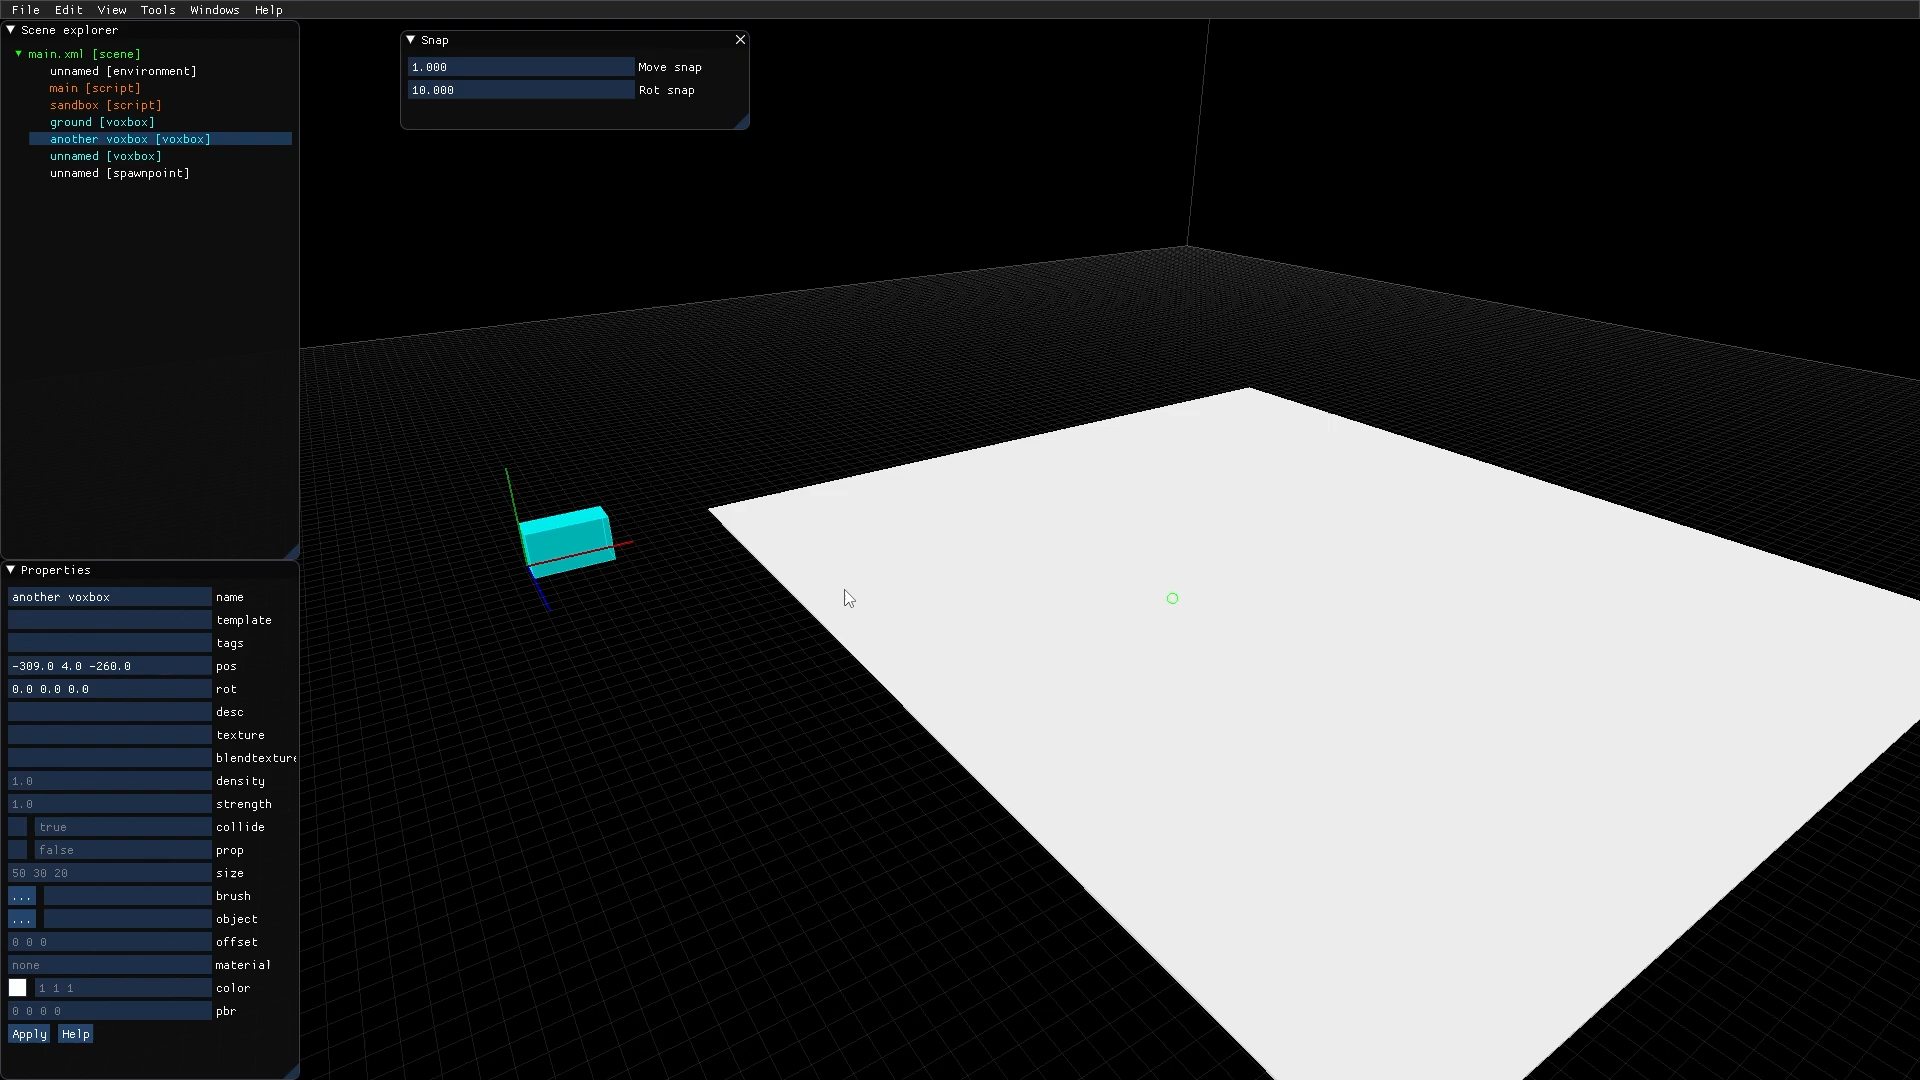 File Edit View Tools Windows Help
Scene explorer
main.xml [scene]
unnamed [environment]
main [script]
sandbox [script]
ground [voxbox]
another voxbox [voxbox]
unnamed [voxbox]
unnamed [spawnpoint]
Snap
1.000 Move snap
10.000 Rot snap
Properties
another voxbox name
template
tags
-309.0 4.0 -260.0 pos
0.0 0.0 0.0 rot
desc
texture
blendtexture
1.0 density
1.0 strength
true collide
false prop
50 30 20 size
... brush
... object
0 0 0 offset
none material
1 1 1 color
0 0 0 0 pbr
Apply Help